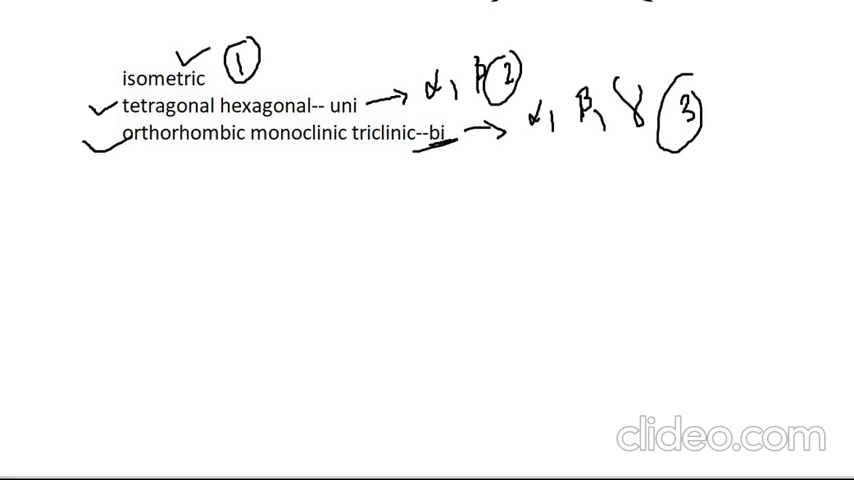 isometric 1
tetragonal hexagonal-- uni → α, β 2
orthorhombic monoclinic triclinic--bi → α, β, γ 3
clideo.com